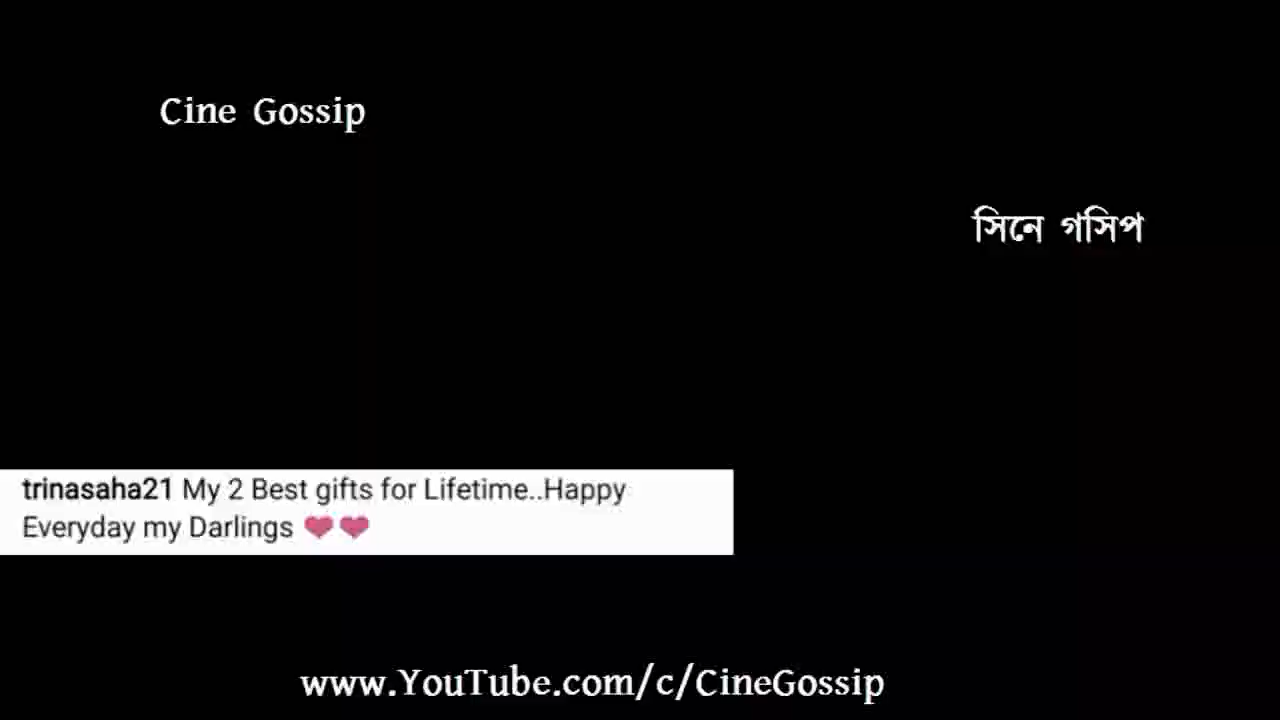 Cine Gossip
সিনে গসিপ
trinasaha21 My 2 Best gifts for Lifetime..Happy
Everyday my Darlings ❤❤
www.YouTube.com/c/CineGossip